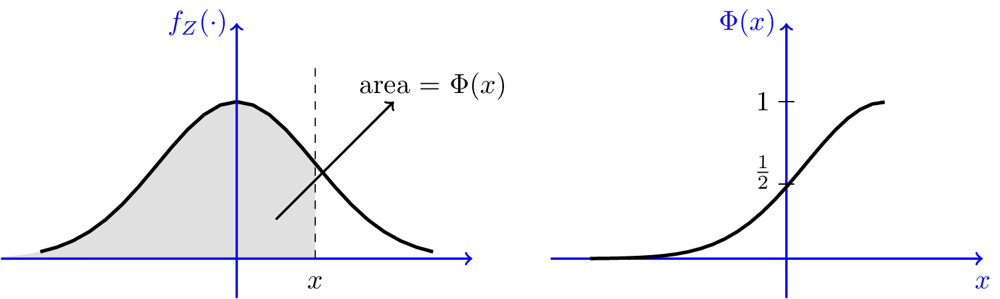 f_Z(·)
area = Φ(x)
x
Φ(x)
1
1/2
x